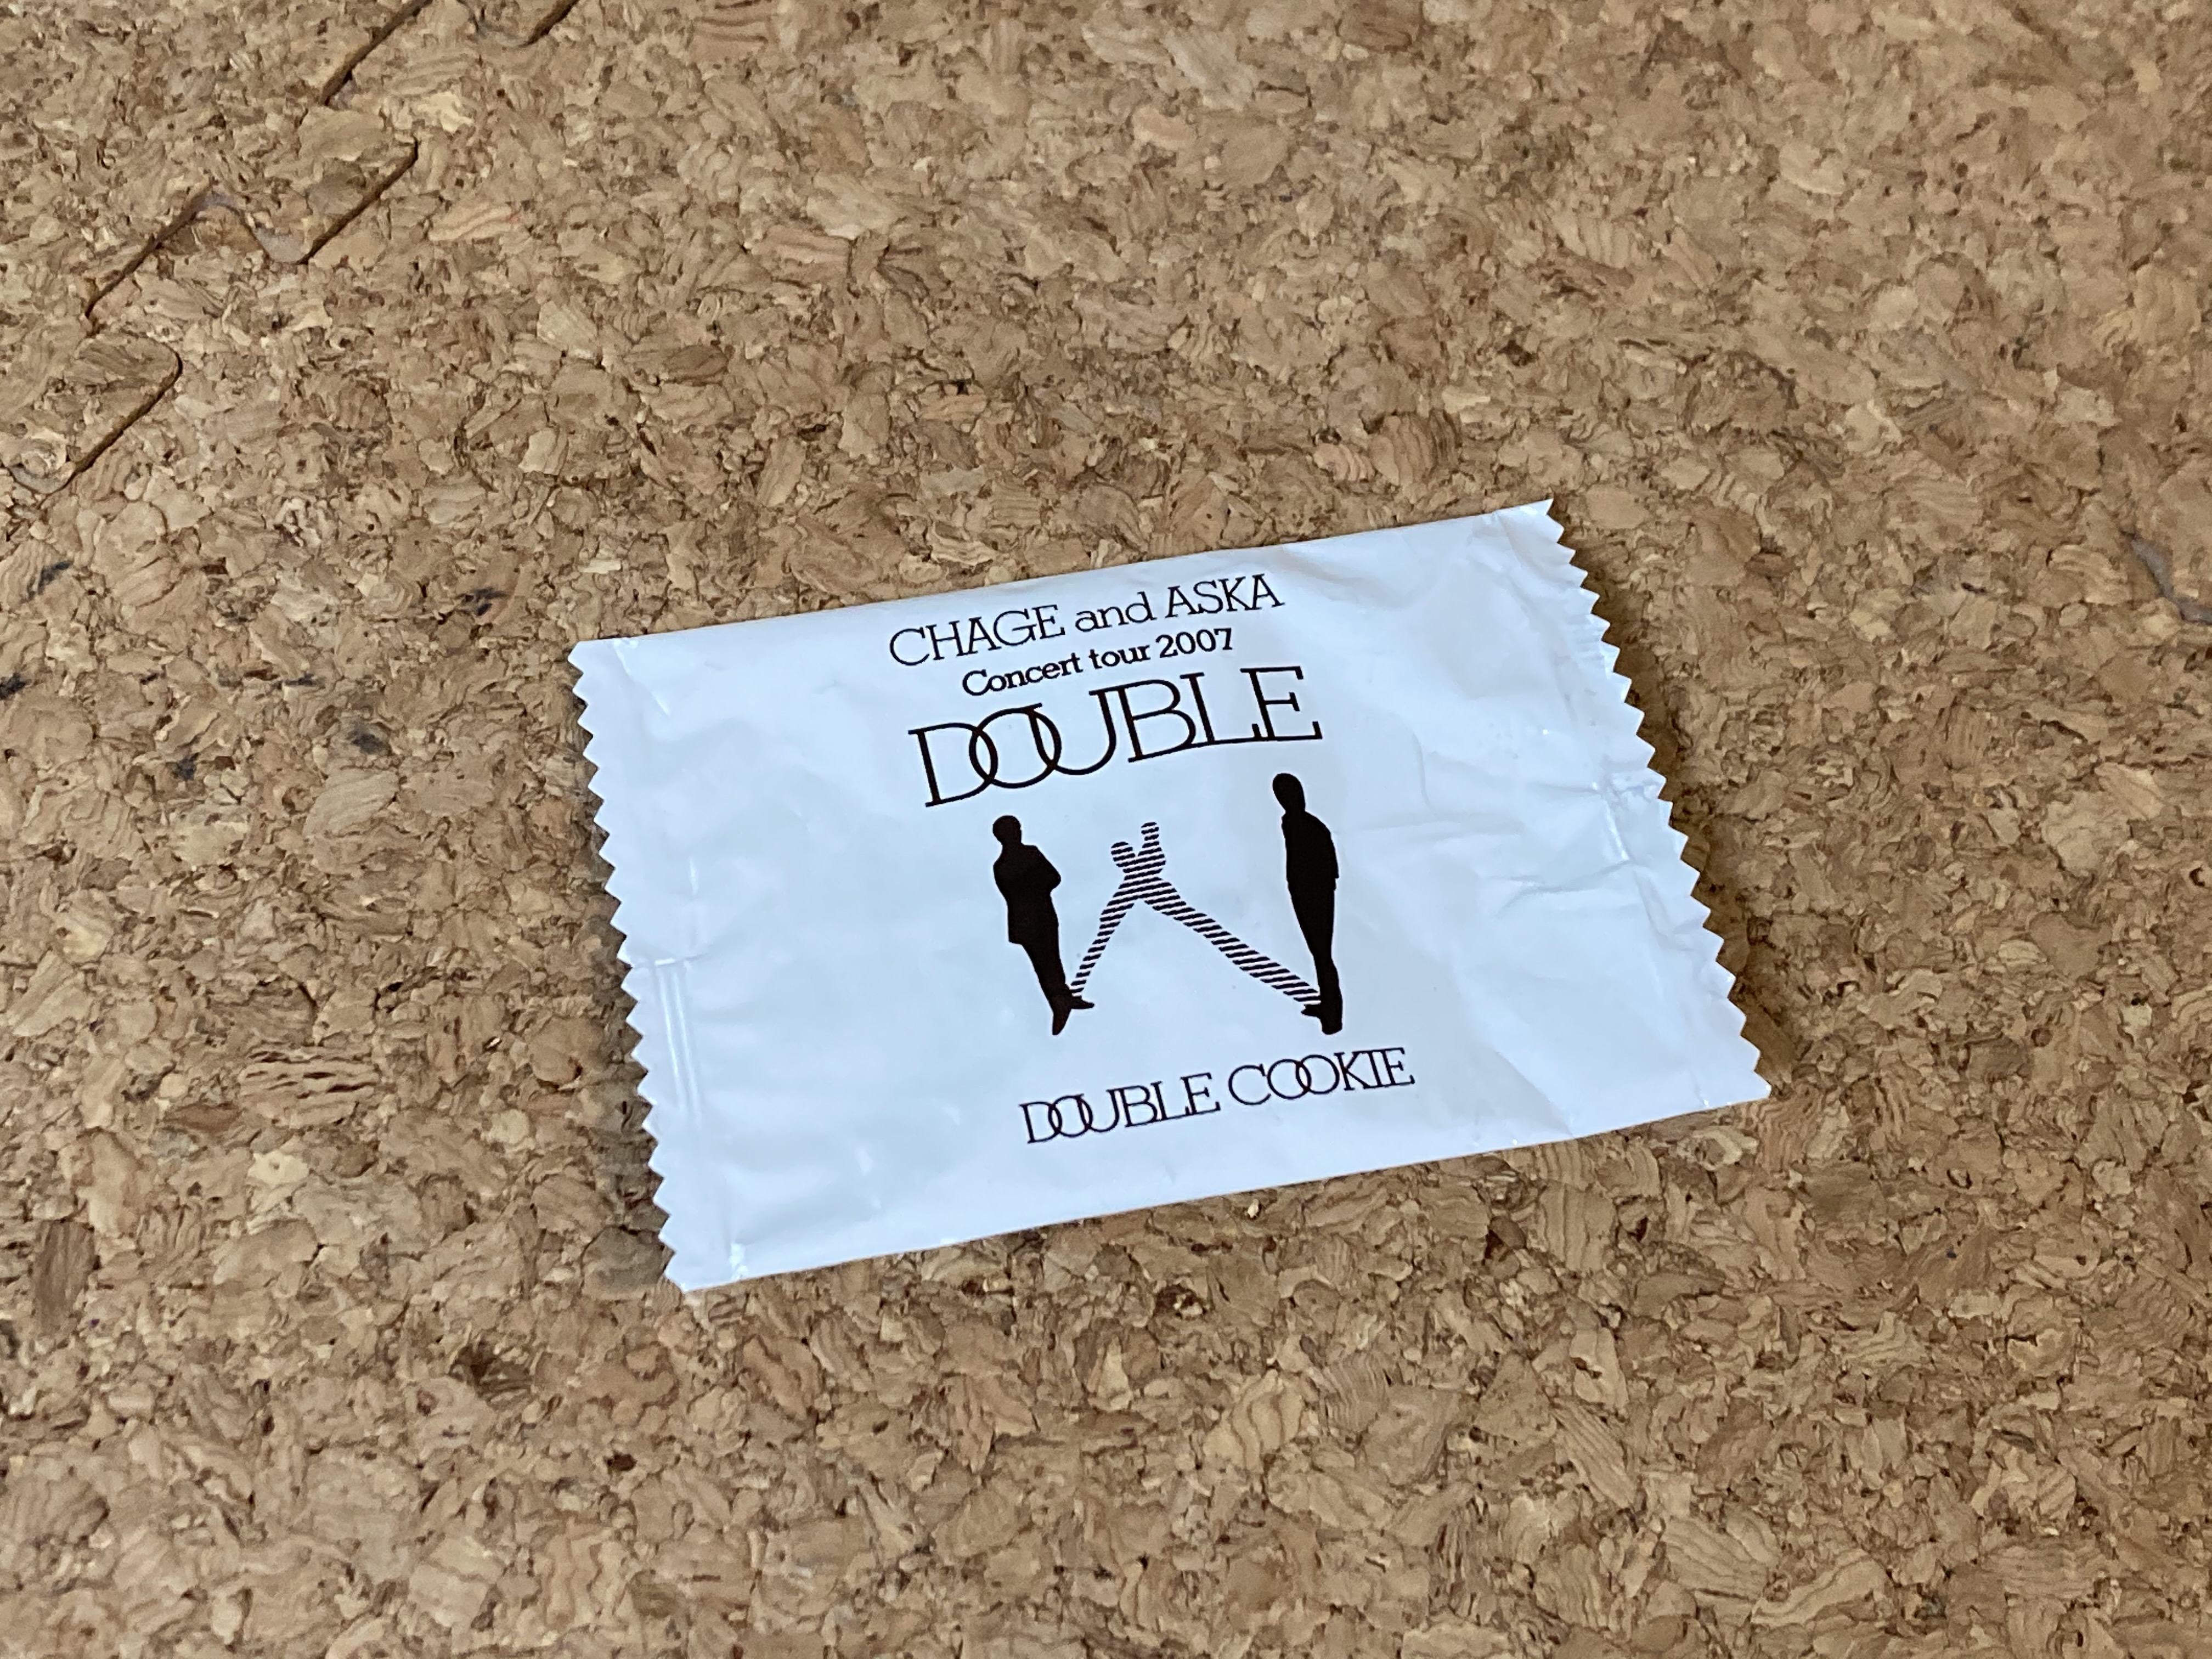 CHAGE and ASKA
Concert tour 2007
DOUBLE
DOUBLE COOKIE